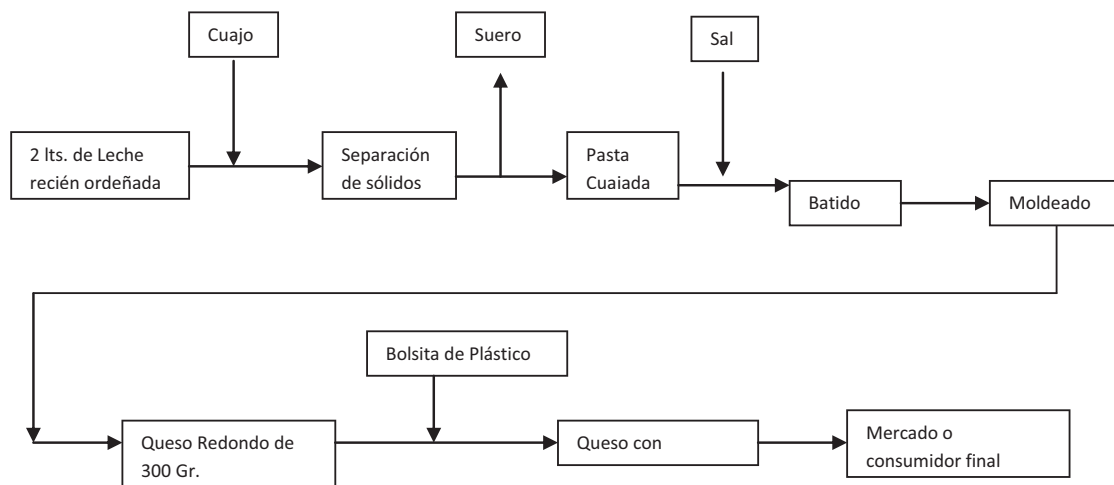 Cuajo
Suero
Sal
2 lts. de Leche
recién ordeñada
Separación
de sólidos
Pasta
Cuaiada
Batido
Moldeado
Bolsita de Plástico
Queso Redondo de
300 Gr.
Queso con
Mercado o
consumidor final